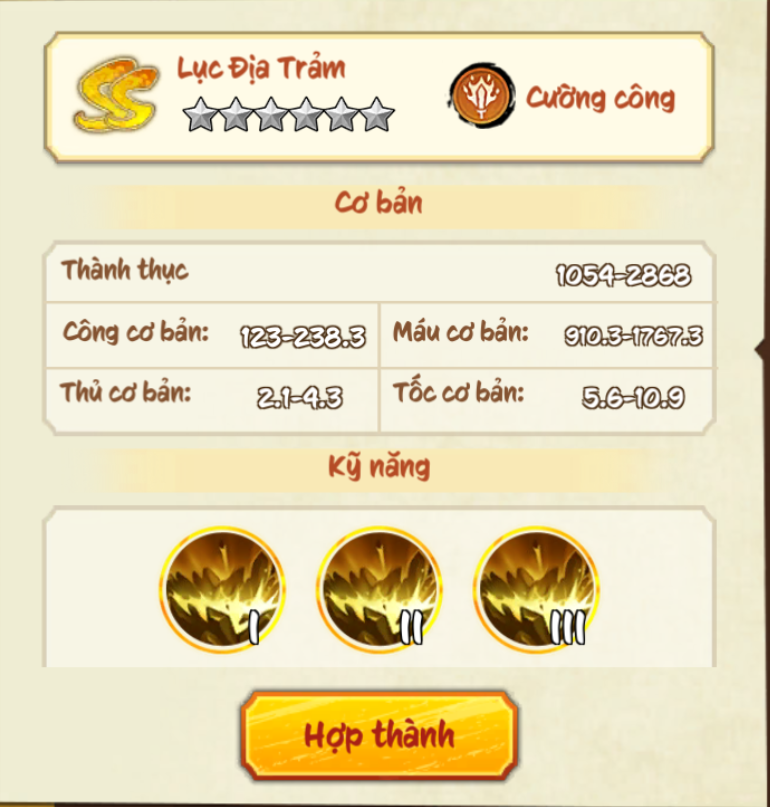 SS
Lục Địa Trảm
Cường công
Cơ bản
Thành thục 1054-2868
Công cơ bản: 123-238.3 Máu cơ bản: 910.3-1767.3
Thủ cơ bản: 2.1-4.3 Tốc cơ bản: 5.6-10.9
Kỹ năng
I II III
Hợp thành